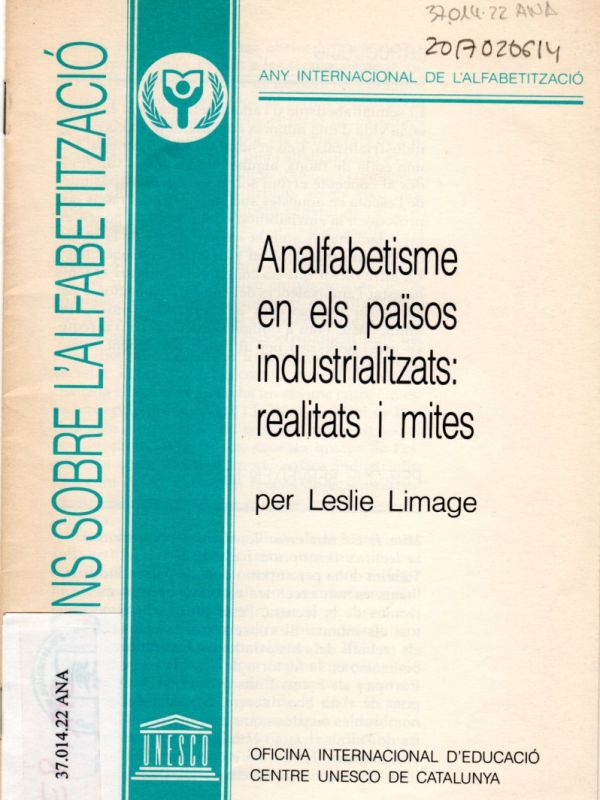 37.014.22 ANA
2017020614
ANY INTERNACIONAL DE L'ALFABETITZACIÓ
Analfabetisme
en els països
industrialitzats:
realitats i mites
per Leslie Limage
ONS SOBRE L'ALFABETITZACIÓ
37.014.22 ANA
UNESCO
OFICINA INTERNACIONAL D'EDUCACIÓ
CENTRE UNESCO DE CATALUNYA